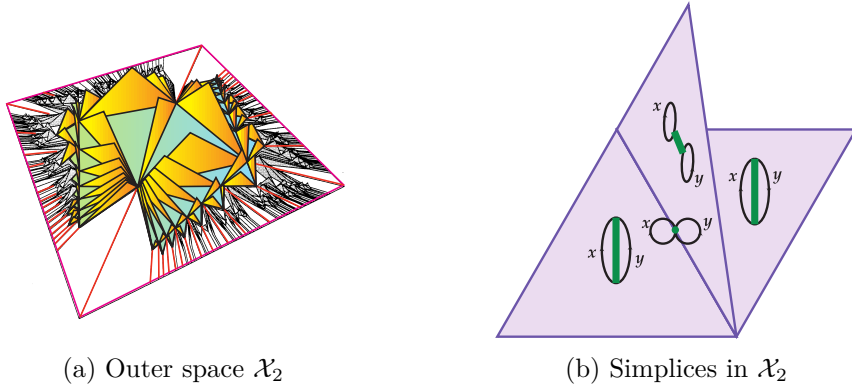 x
y
x
y
x
y
x
y
(a) Outer space 𝒳₂
(b) Simplices in 𝒳₂